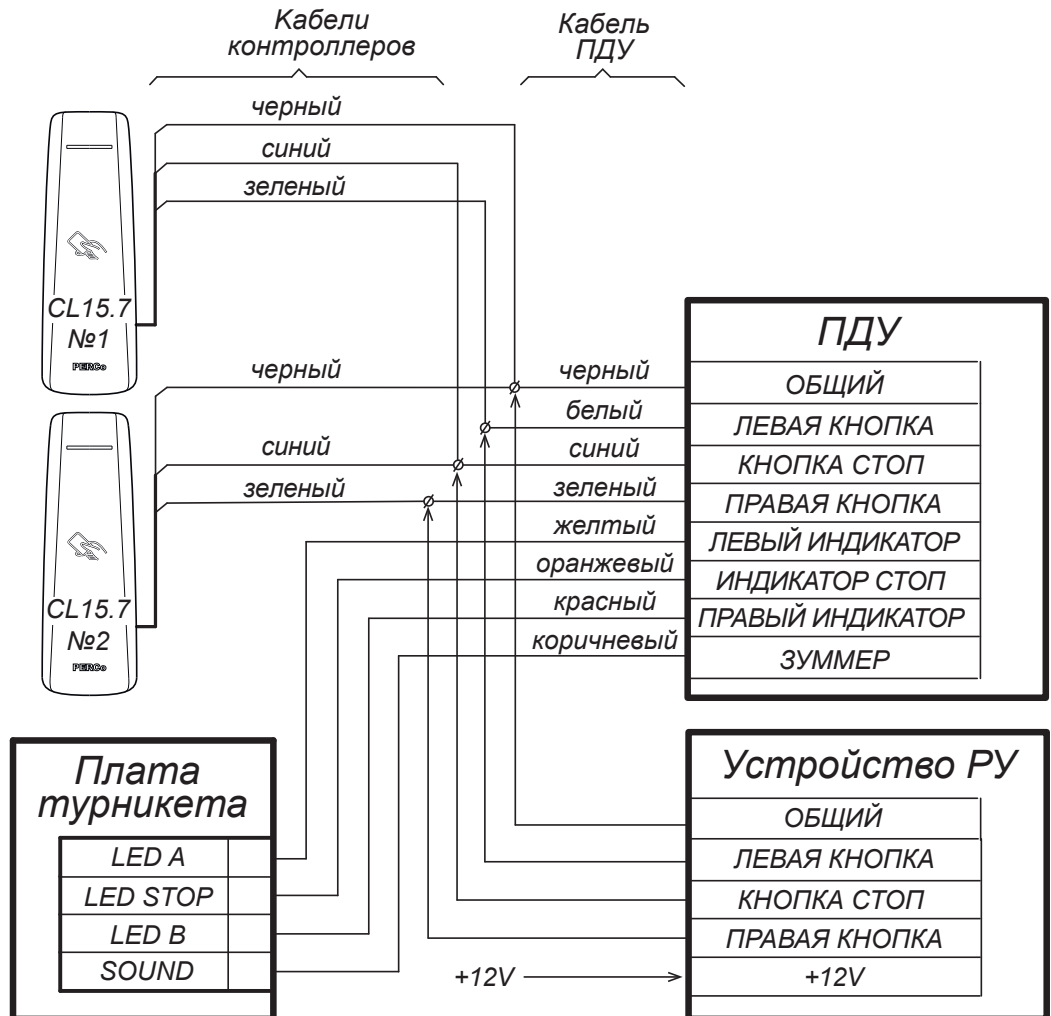 Кабели
контроллеров
Кабель
ПДУ
черный
синий
зеленый
CL15.7
№1
PERCo
черный
синий
зеленый
CL15.7
№2
PERCo
черный
белый
синий
зеленый
желтый
оранжевый
красный
коричневый
ПДУ
ОБЩИЙ
ЛЕВАЯ КНОПКА
КНОПКА СТОП
ПРАВАЯ КНОПКА
ЛЕВЫЙ ИНДИКАТОР
ИНДИКАТОР СТОП
ПРАВЫЙ ИНДИКАТОР
ЗУММЕР
Плата
турникета
LED A
LED STOP
LED B
SOUND
Устройство РУ
ОБЩИЙ
ЛЕВАЯ КНОПКА
КНОПКА СТОП
ПРАВАЯ КНОПКА
+12V
+12V